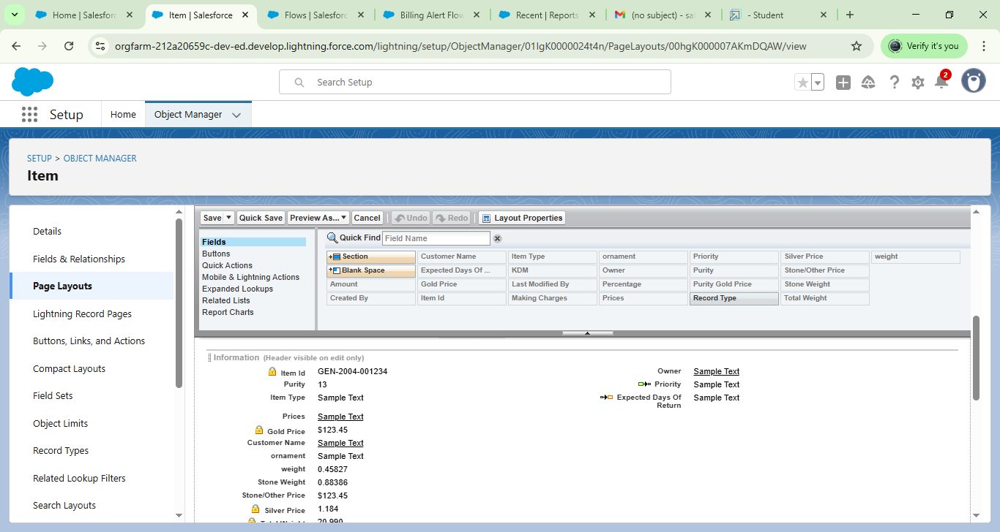 Home | Salesforc
Item | Salesforce
Flows | Salesforc
Billing Alert Flow
Recent | Reports
(no subject) - sa
- Student
orgfarm-212a20659c-dev-ed.develop.lightning.force.com/lightning/setup/ObjectManager/01IgK0000024t4n/PageLayouts/00hgK000007AKmDQAW/view
Verify it's you
Search Setup
2
Setup
Home
Object Manager
SETUP > OBJECT MANAGER
Item
Details
Fields & Relationships
Page Layouts
Lightning Record Pages
Buttons, Links, and Actions
Compact Layouts
Field Sets
Object Limits
Record Types
Related Lookup Filters
Search Layouts
Save Quick Save Preview As... Cancel Undo Redo Layout Properties
Fields
Buttons
Quick Actions
Mobile & Lightning Actions
Expanded Lookups
Related Lists
Report Charts
Quick Find Field Name
Section Customer Name Item Type ornament Priority Silver Price weight
Blank Space Expected Days Of ... KDM Owner Purity Stone/Other Price
Amount Gold Price Last Modified By Percentage Purity Gold Price Stone Weight
Created By Item Id Making Charges Prices Record Type Total Weight
Information (Header visible on edit only)
Item Id GEN-2004-001234
Purity 13
Item Type Sample Text
Prices Sample Text
Gold Price $123.45
Customer Name Sample Text
ornament Sample Text
weight 0.45827
Stone Weight 0.88386
Stone/Other Price $123.45
Silver Price 1.184
Total Weight 20.990
Owner Sample Text
Priority Sample Text
Expected Days Of Return Sample Text